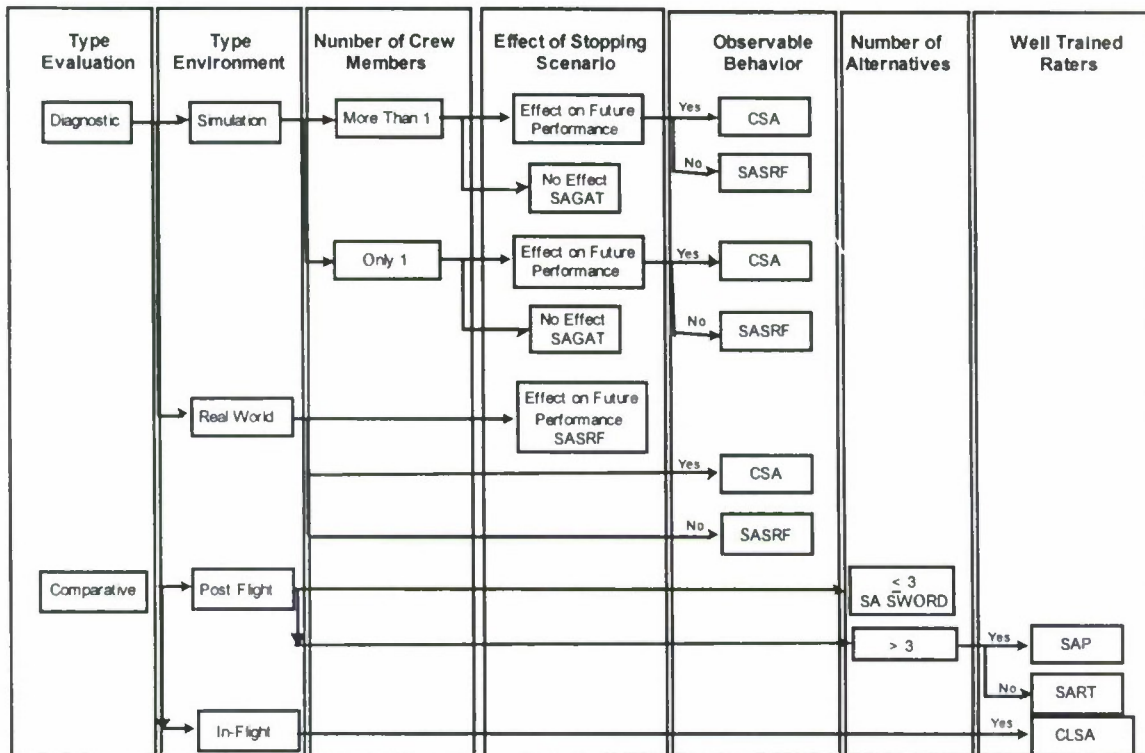 Type
Evaluation
Type
Environment
Number of Crew
Members
Effect of Stopping
Scenario
Observable
Behavior
Number of
Alternatives
Well Trained
Raters
Diagnostic
Simulation
More Than 1
Effect on Future
Performance
Yes
CSA
No
SASRF
No Effect
SAGAT
Only 1
Effect on Future
Performance
Yes
CSA
No
SASRF
No Effect
SAGAT
Real World
Effect on Future
Performance
SASRF
Yes
CSA
No
SASRF
Comparative
Post Flight
< 3
SA SWORD
> 3
Yes
SAP
No
SART
In-Flight
Yes
CLSA